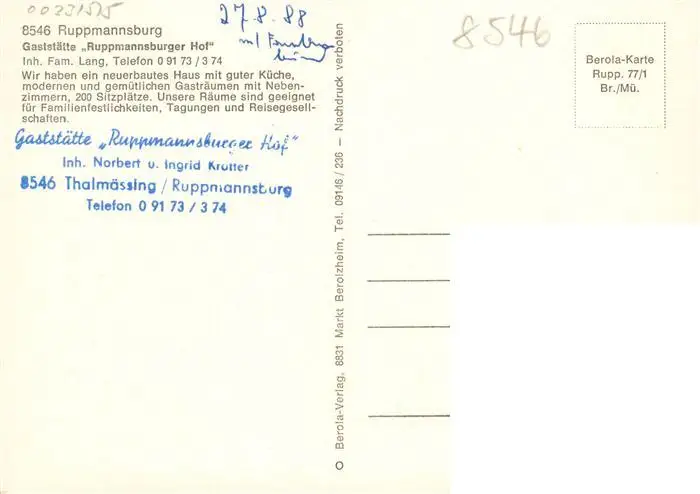 00231515
8546 Ruppmannsburg
Gaststätte „Ruppmannsburger Hof"
Inh. Fam. Lang, Telefon 0 91 73 / 3 74
Wir haben ein neuerbautes Haus mit guter Küche,
modernen und gemütlichen Gasträumen mit Neben-
zimmern, 200 Sitzplätze. Unsere Räume sind geeignet
für Familienfestlichkeiten, Tagungen und Reisegesell-
schaften.
Gaststätte „Ruppmannsburger Hof"
Inh. Norbert u. Ingrid Krutter
8546 Thalmässing / Ruppmannsburg
Telefon 0 91 73 / 3 74
27.8.88
Berola-Verlag, 8831 Markt Berolzheim, Tel. 09146 / 236 — Nachdruck verboten
8546
Berola-Karte
Rupp. 77/1
Br./Mü.